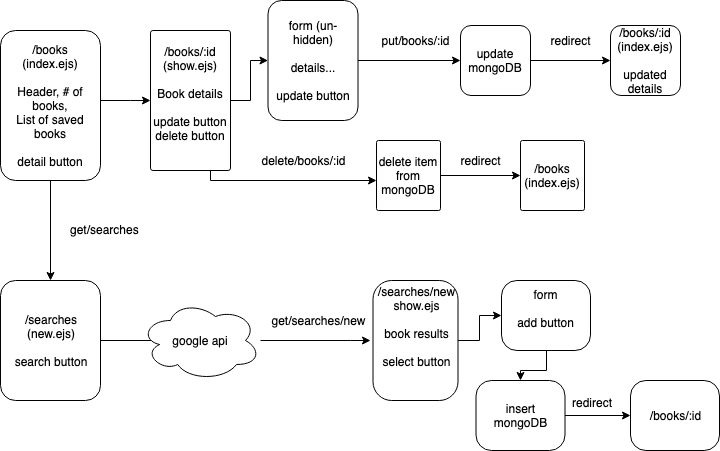 /books
(index.ejs)
Header, # of
books,
List of saved
books
detail button
/books/:id
(show.ejs)
Book details
update button
delete button
form (un-
hidden)
details...
update button
put/books/:id
update
mongoDB
redirect
/books/:id
(index.ejs)
updated
details
delete/books/:id
delete item
from
mongoDB
redirect
/books
(index.ejs)
get/searches
/searches
(new.ejs)
search button
google api
get/searches/new
/searches/new
show.ejs
book results
select button
form
add button
insert
mongoDB
redirect
/books/:id